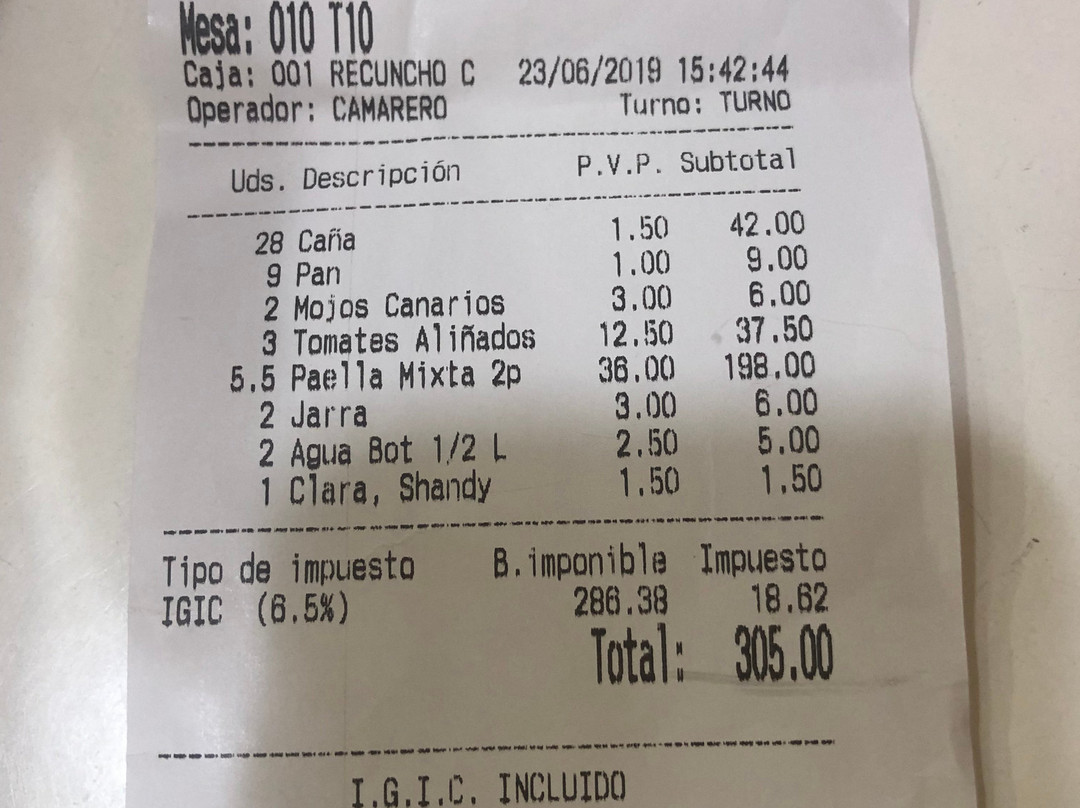 Mesa: 010 T10
Caja: 001 RECUNCHO C 23/06/2019 15:42:44
Operador: CAMARERO Turno: TURNO
Uds. Descripción P.V.P. Subtotal
28 Caña 1.50 42.00
9 Pan 1.00 9.00
2 Mojos Canarios 3.00 6.00
3 Tomates Aliñados 12.50 37.50
5.5 Paella Mixta 2p 36.00 198.00
2 Jarra 3.00 6.00
2 Agua Bot 1/2 L 2.50 5.00
1 Clara, Shandy 1.50 1.50
Tipo de impuesto B.imponible Impuesto
IGIC (6.5%) 286.38 18.62
Total: 305.00
I.G.I.C. INCLUIDO